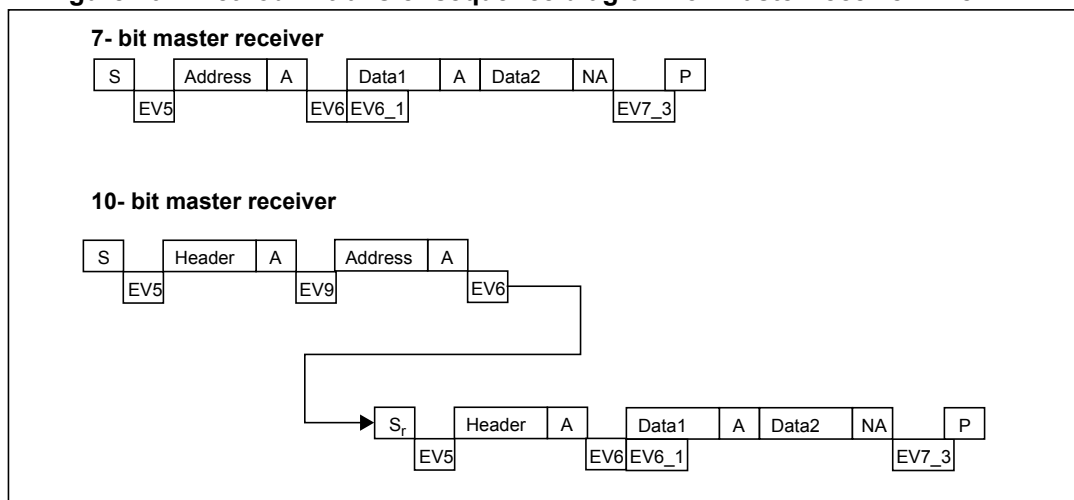 7- bit master receiver
S Address A Data1 A Data2 NA P
EV5 EV6 EV6_1 EV7_3
10- bit master receiver
S Header A Address A
EV5 EV9 EV6
Sr Header A Data1 A Data2 NA P
EV5 EV6 EV6_1 EV7_3